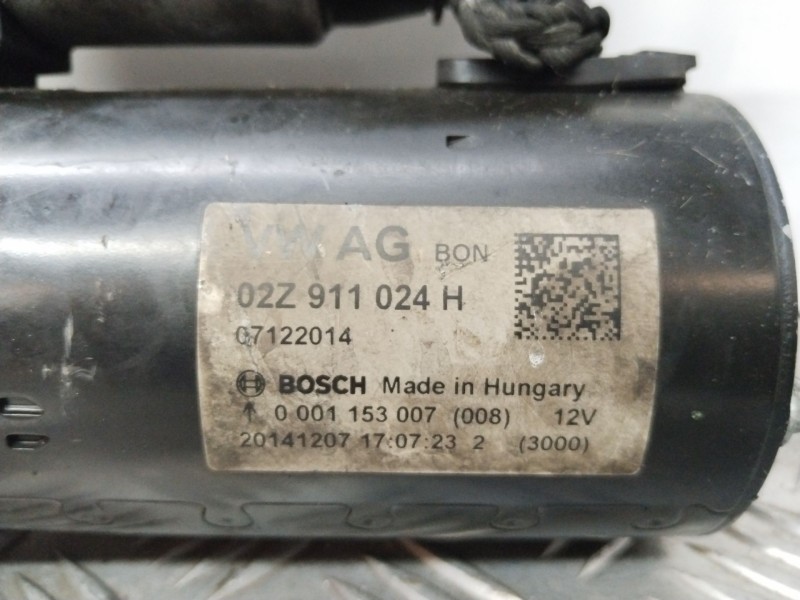 VW AG BON
02Z 911 024 H
07122014
BOSCH Made in Hungary
0 001 153 007 (008) 12V
20141207 17:07:23 2 (3000)